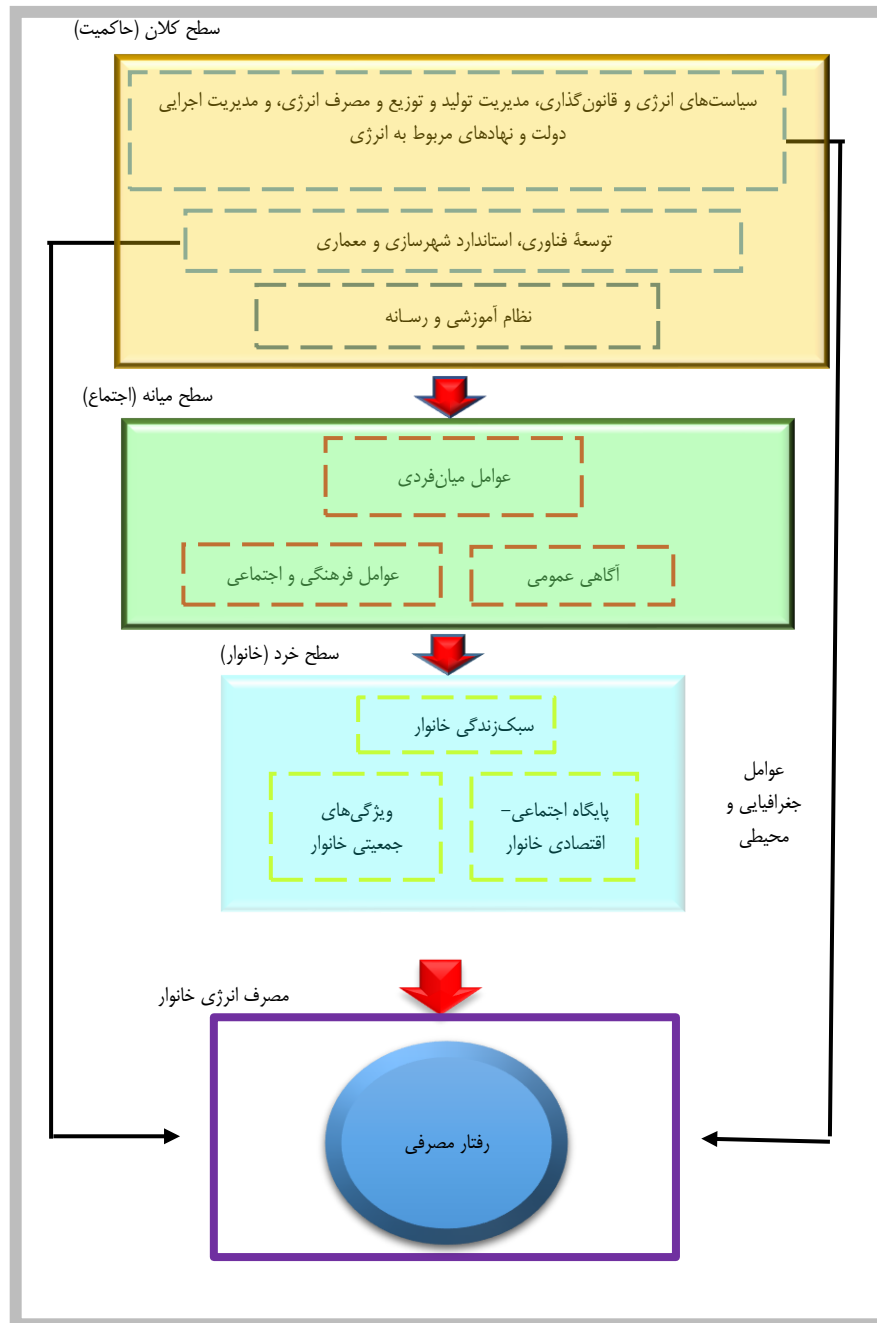 سطح کلان (حاکمیت)
سیاست‌های انرژی و قانون‌گذاری، مدیریت تولید و توزیع و مصرف انرژی، و مدیریت اجرایی
دولت و نهادهای مربوط به انرژی
توسعهٔ فناوری، استاندارد شهرسازی و معماری
نظام آموزشی و رسـانه
سطح میانه (اجتماع)
عوامل میان‌فردی
آگاهی عمومی
عوامل فرهنگی و اجتماعی
سطح خرد (خانوار)
سبک‌زندگی خانوار
پایگاه اجتماعی–
اقتصادی خانوار
ویژگی‌های
جمعیتی خانوار
عوامل
جغرافیایی و
محیطی
مصرف انرژی خانوار
رفتار مصرفی